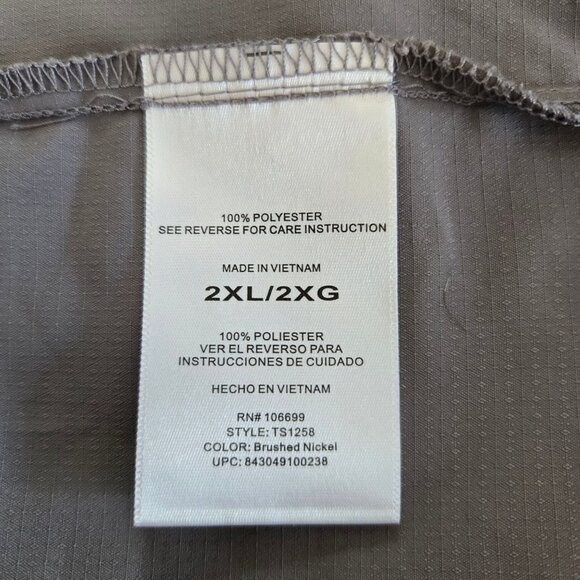 100% POLYESTER
SEE REVERSE FOR CARE INSTRUCTION
MADE IN VIETNAM
2XL/2XG
100% POLIESTER
VER EL REVERSO PARA
INSTRUCCIONES DE CUIDADO
HECHO EN VIETNAM
RN# 106699
STYLE: TS1258
COLOR: Brushed Nickel
UPC: 843049100238